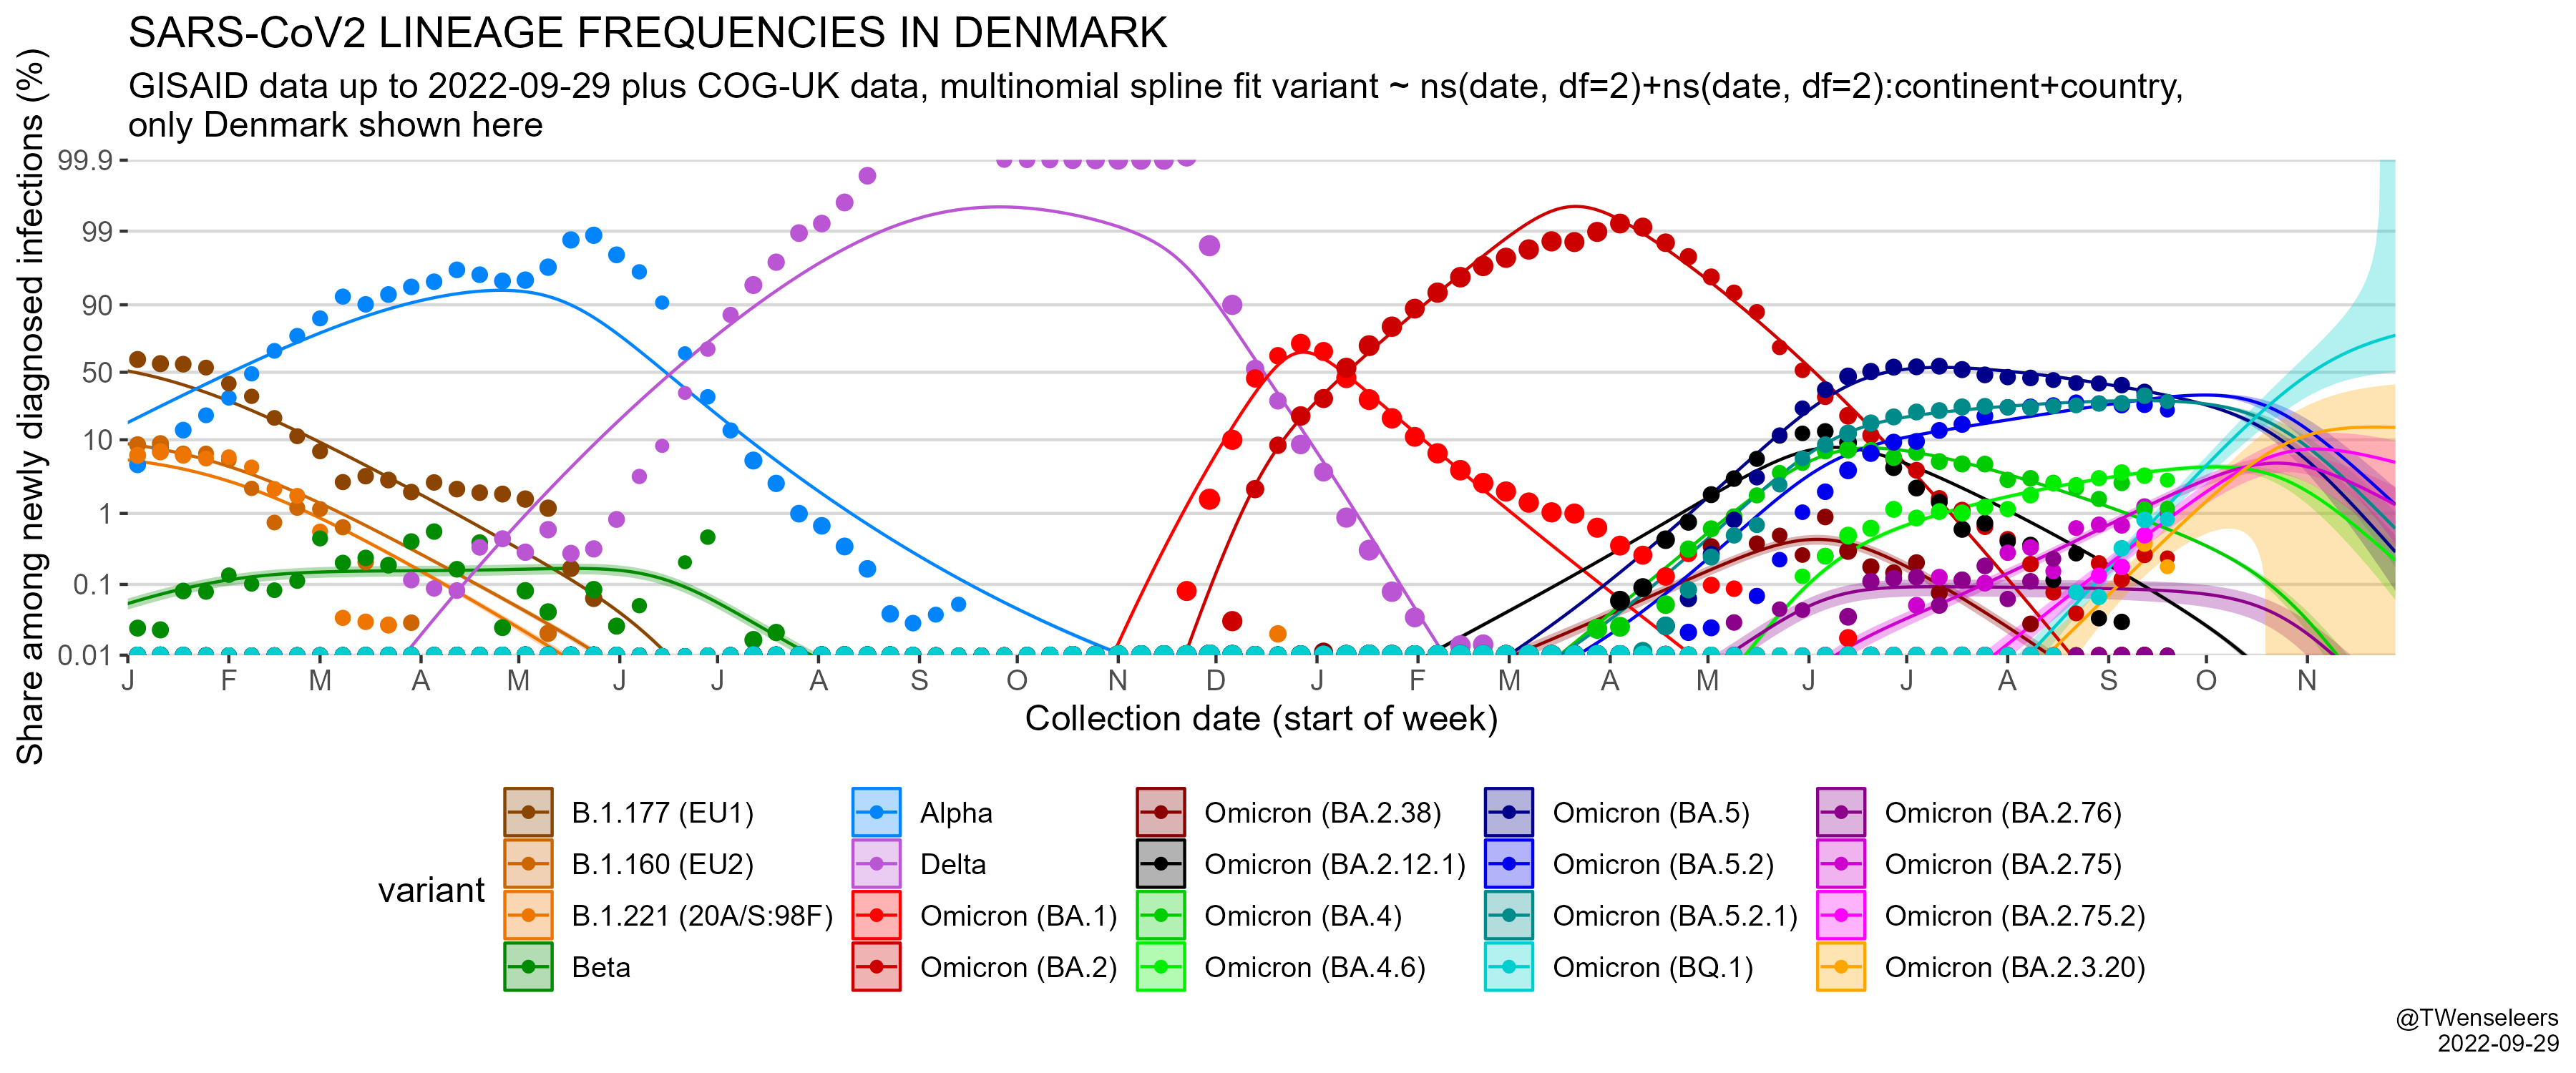 SARS-CoV2 LINEAGE FREQUENCIES IN DENMARK
GISAID data up to 2022-09-29 plus COG-UK data, multinomial spline fit variant ~ ns(date, df=2)+ns(date, df=2):continent+country,
only Denmark shown here
Share among newly diagnosed infections (%)
99.9
99
90
50
10
1
0.1
0.01
J F M A M J J A S O N D J F M A M J J A S O N
Collection date (start of week)
variant
B.1.177 (EU1)
B.1.160 (EU2)
B.1.221 (20A/S:98F)
Beta
Alpha
Delta
Omicron (BA.1)
Omicron (BA.2)
Omicron (BA.2.38)
Omicron (BA.2.12.1)
Omicron (BA.4)
Omicron (BA.4.6)
Omicron (BA.5)
Omicron (BA.5.2)
Omicron (BA.5.2.1)
Omicron (BQ.1)
Omicron (BA.2.76)
Omicron (BA.2.75)
Omicron (BA.2.75.2)
Omicron (BA.2.3.20)
@TWenseleers
2022-09-29